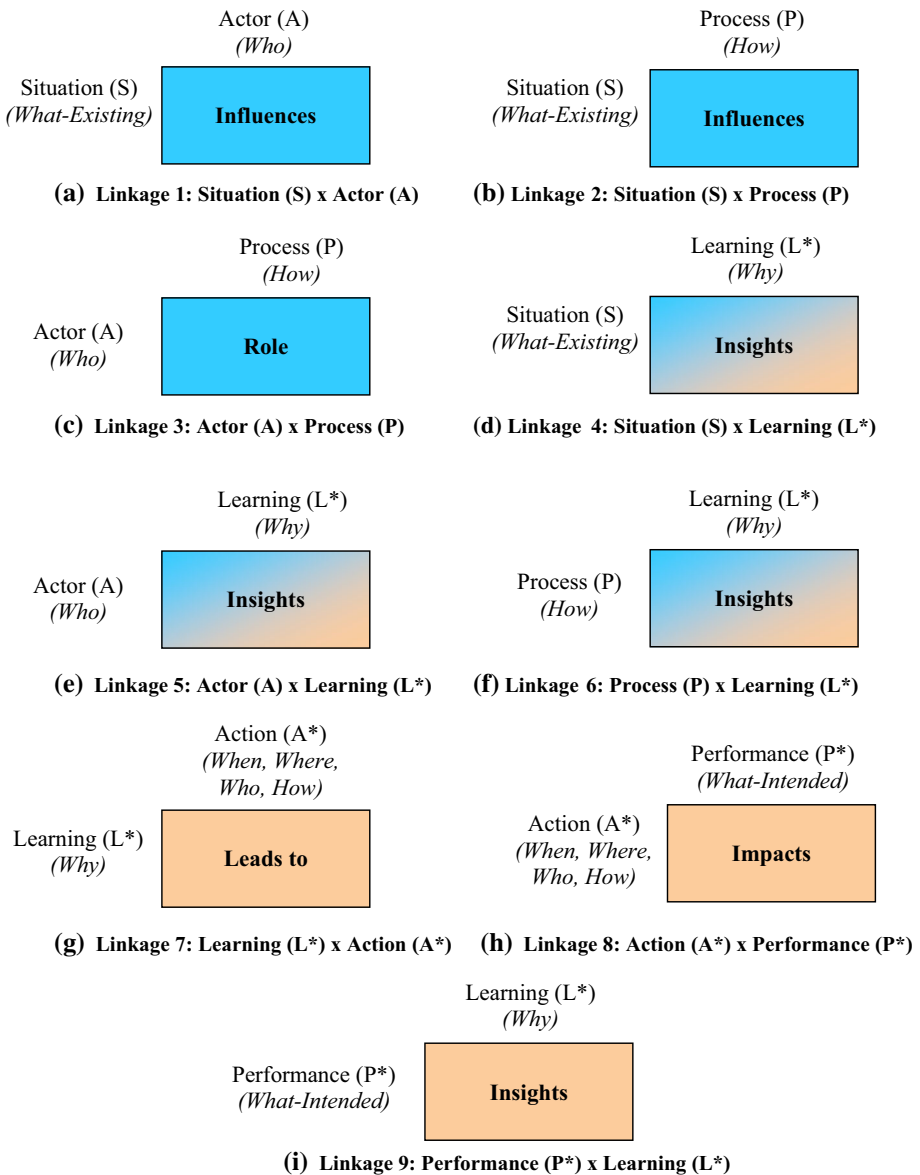 Actor (A)
(Who)
Situation (S)
(What-Existing)
Influences
(a) Linkage 1: Situation (S) x Actor (A)
Process (P)
(How)
Situation (S)
(What-Existing)
Influences
(b) Linkage 2: Situation (S) x Process (P)
Process (P)
(How)
Actor (A)
(Who)
Role
(c) Linkage 3: Actor (A) x Process (P)
Learning (L*)
(Why)
Situation (S)
(What-Existing)
Insights
(d) Linkage 4: Situation (S) x Learning (L*)
Learning (L*)
(Why)
Actor (A)
(Who)
Insights
(e) Linkage 5: Actor (A) x Learning (L*)
Learning (L*)
(Why)
Process (P)
(How)
Insights
(f) Linkage 6: Process (P) x Learning (L*)
Action (A*)
(When, Where,
Who, How)
Learning (L*)
(Why)
Leads to
(g) Linkage 7: Learning (L*) x Action (A*)
Performance (P*)
(What-Intended)
Action (A*)
(When, Where,
Who, How)
Impacts
(h) Linkage 8: Action (A*) x Performance (P*)
Learning (L*)
(Why)
Performance (P*)
(What-Intended)
Insights
(i) Linkage 9: Performance (P*) x Learning (L*)